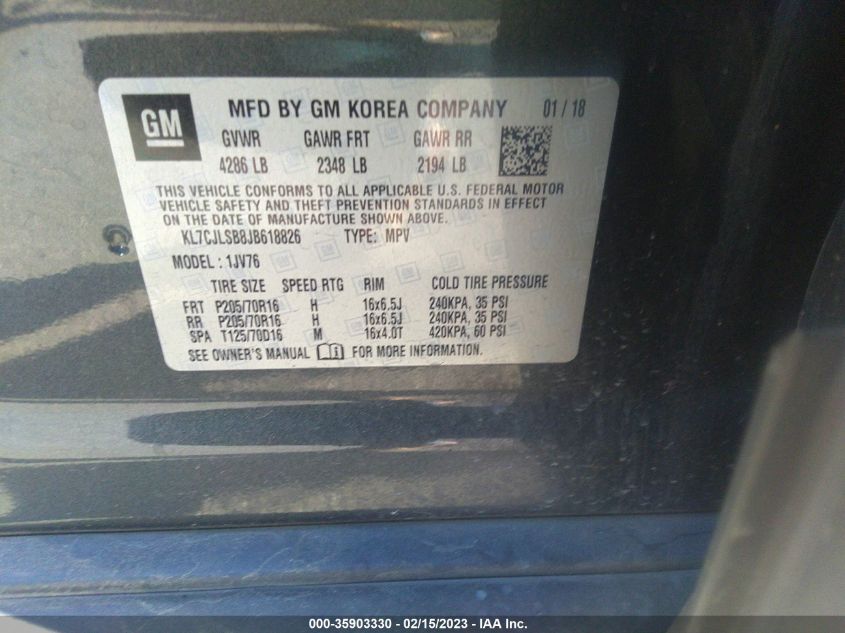 GM MFD BY GM KOREA COMPANY 01 / 18
GVWR GAWR FRT GAWR RR
4286 LB 2348 LB 2194 LB
THIS VEHICLE CONFORMS TO ALL APPLICABLE U.S. FEDERAL MOTOR
VEHICLE SAFETY AND THEFT PREVENTION STANDARDS IN EFFECT
ON THE DATE OF MANUFACTURE SHOWN ABOVE.
KL7CJLSB8JB618826 TYPE: MPV
MODEL: 1JV76
TIRE SIZE SPEED RTG RIM COLD TIRE PRESSURE
FRT P205/70R16 H 16x6.5J 240KPA, 35 PSI
RR P205/70R16 H 16x6.5J 240KPA, 35 PSI
SPA T125/70D16 M 16x4.0T 420KPA, 60 PSI
SEE OWNER'S MANUAL FOR MORE INFORMATION.
000-35903330 - 02/15/2023 - IAA Inc.